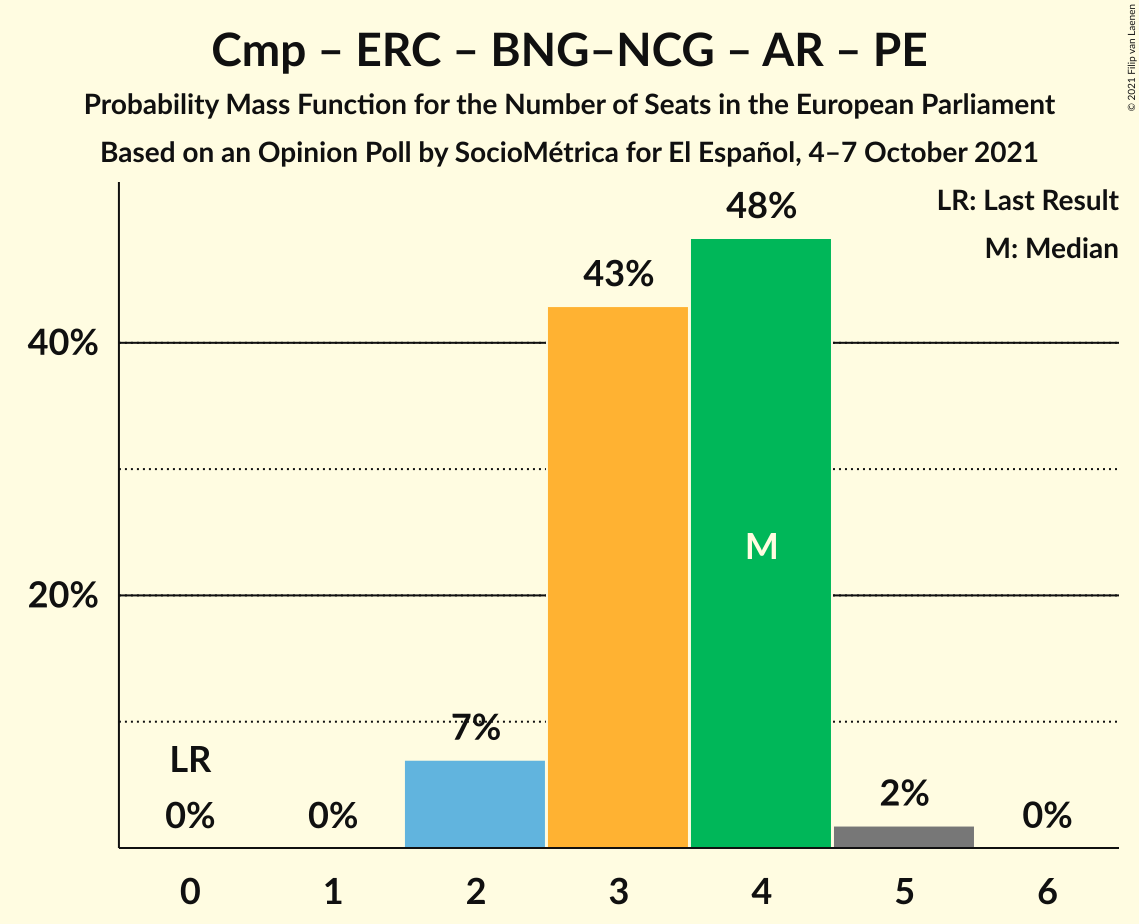 Cmp – ERC – BNG–NCG – AR – PE
Probability Mass Function for the Number of Seats in the European Parliament
Based on an Opinion Poll by SocioMétrica for El Español, 4–7 October 2021
© 2021 Filip van Laenen
LR: Last Result
M: Median
48%
43%
40%
M
20%
7%
LR
2%
0%
0%
0%
0 1 2 3 4 5 6